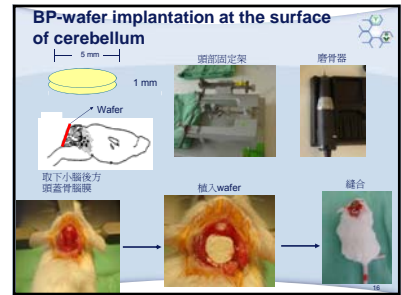 BP-wafer implantation at the surface
of cerebellum
5 mm
1 mm
頭部固定架
磨骨器
Wafer
取下小腦後方
頭蓋骨腦膜
植入wafer
縫合
16